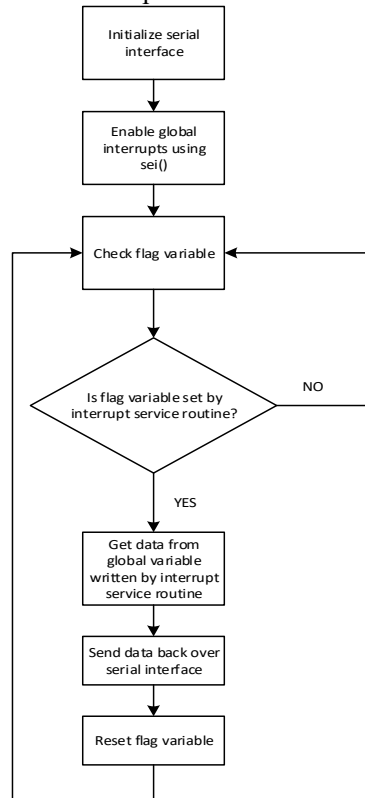 Initialize serial
interface
Enable global
interrupts using
sei()
Check flag variable
Is flag variable set by
interrupt service routine?
NO
YES
Get data from
global variable
written by interrupt
service routine
Send data back over
serial interface
Reset flag variable